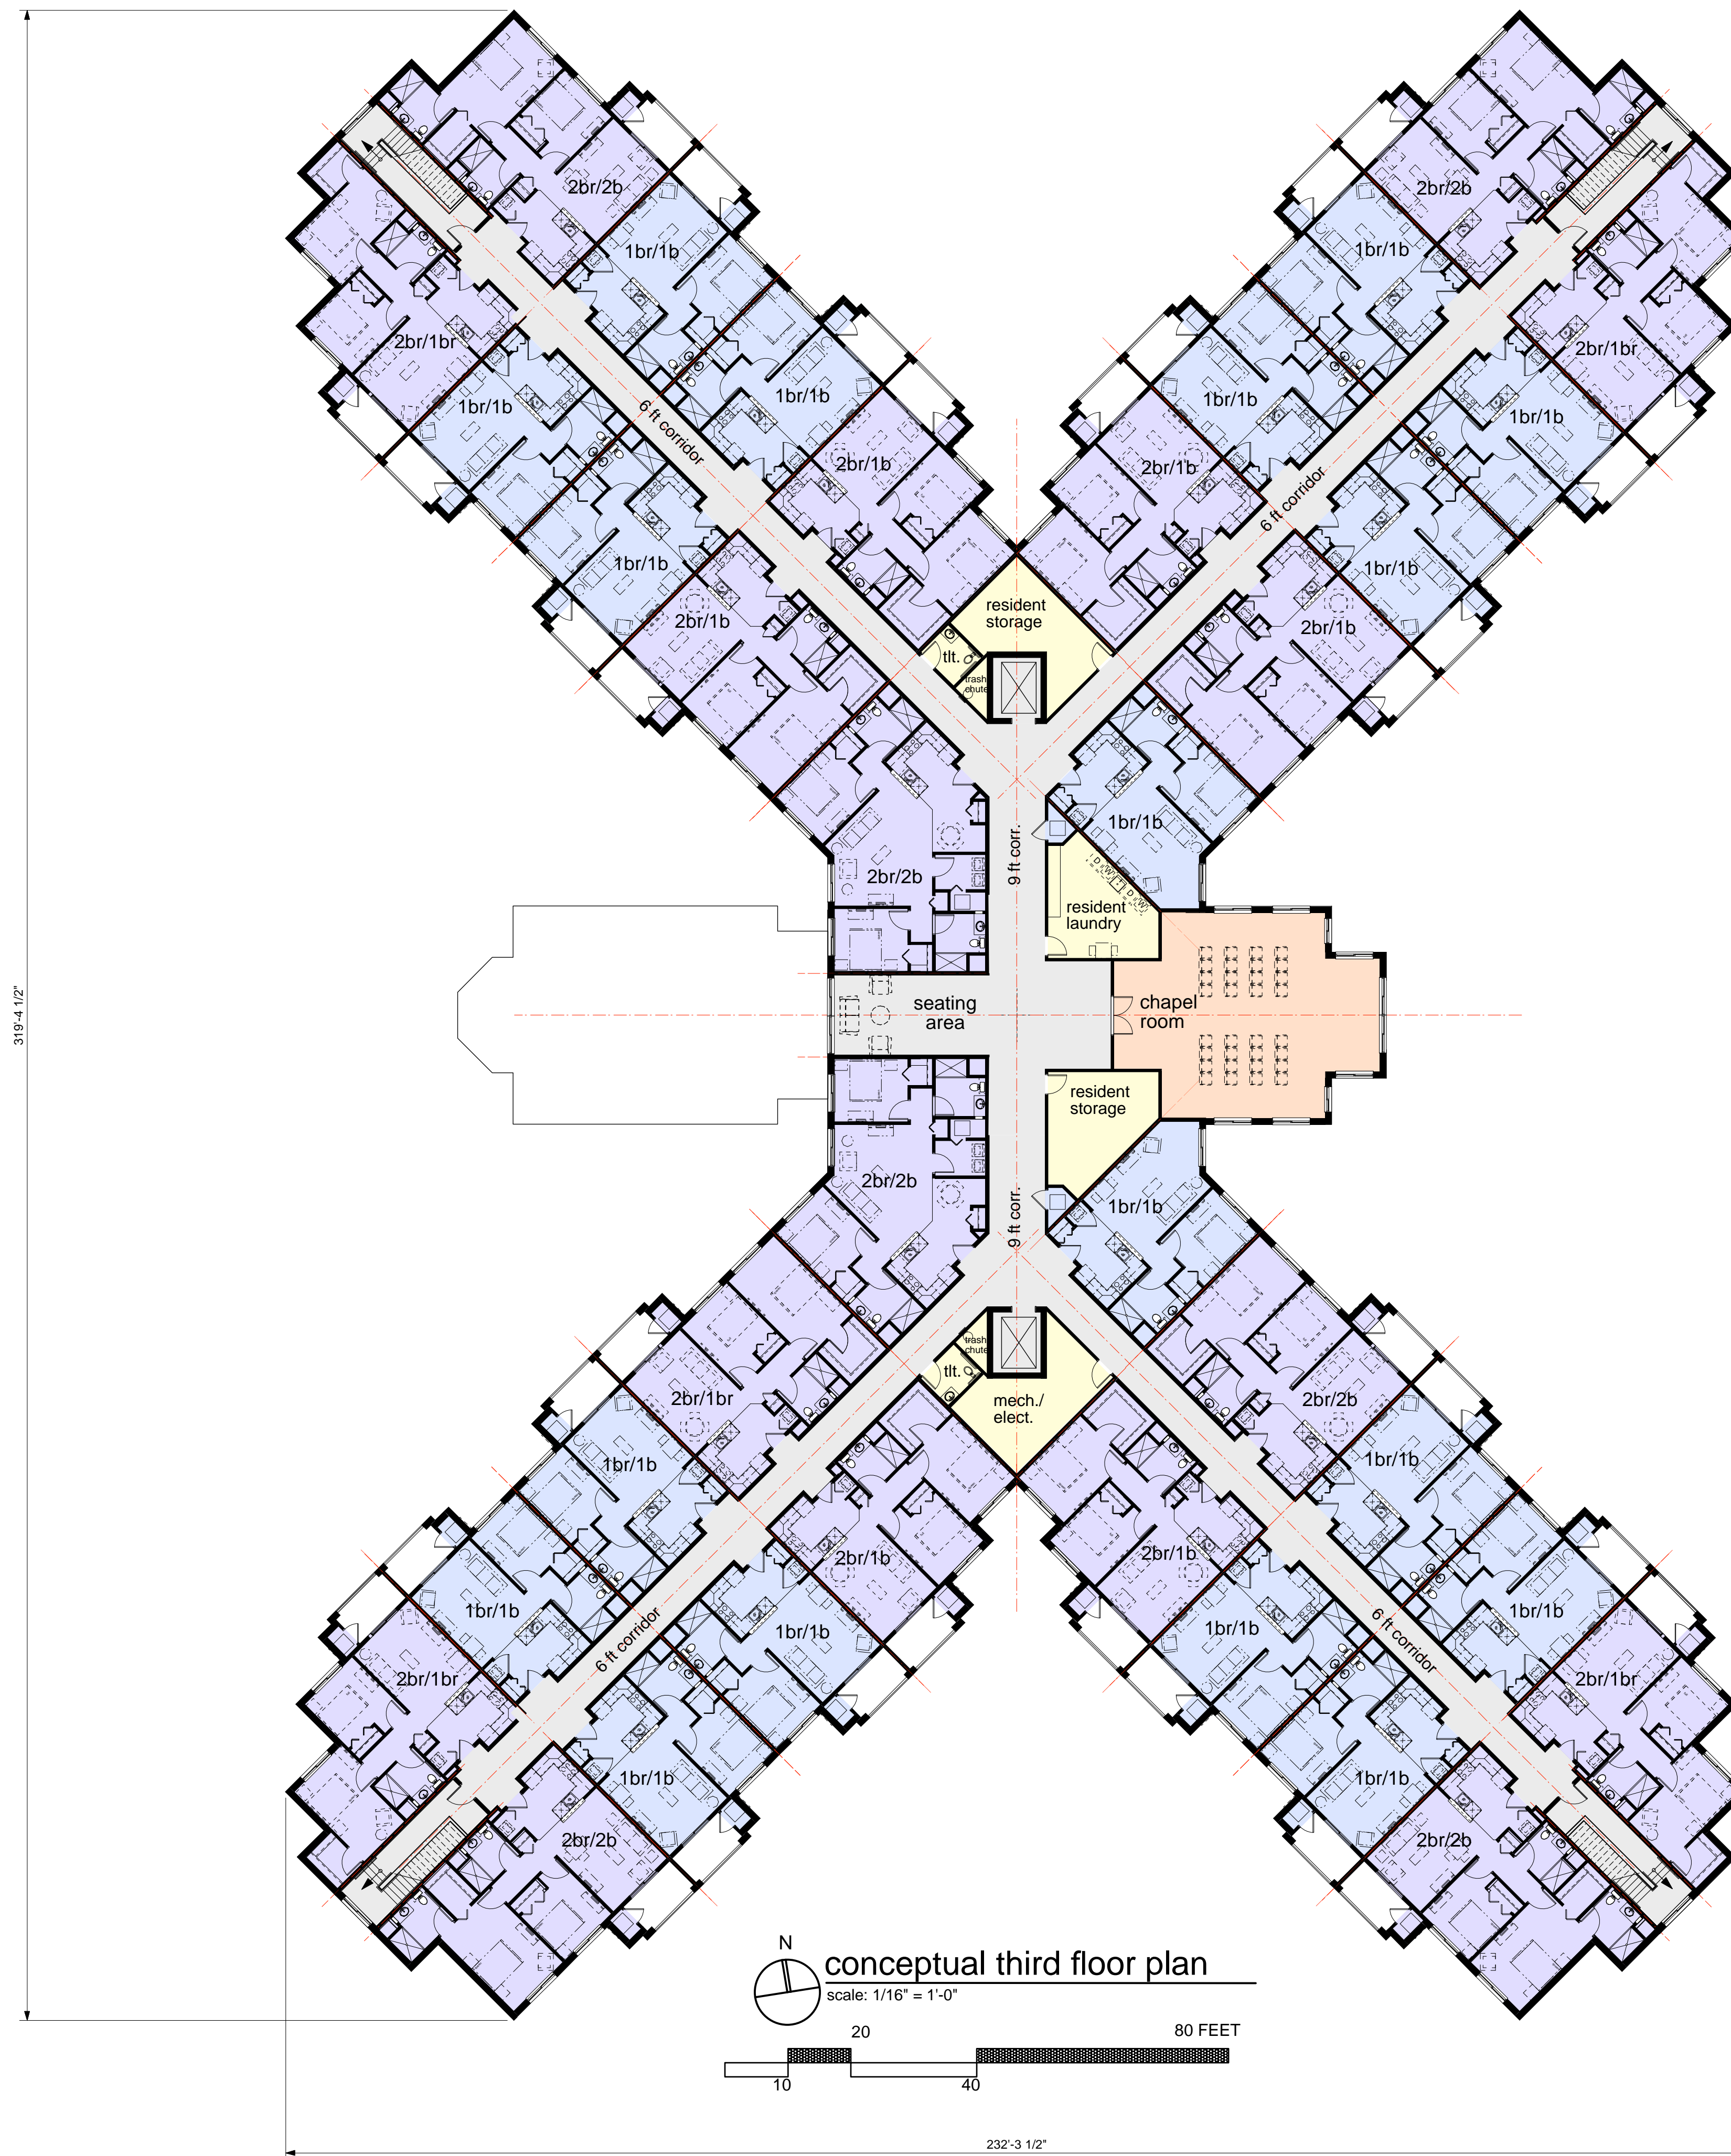 2br/2b
2br/2b
1br/1b
1br/1b
2br/1br
2br/1br
1br/1b
1br/1b
1br/1b
1br/1b
6 ft corridor
2br/1b
2br/1b
6 ft corridor
1br/1b
1br/1b
resident
storage
2br/1b
2br/1b
tlt.
trash
chute
1br/1b
9 ft corr.
D
W
D
W
2br/2b
resident
laundry
319'-4 1/2"
seating
area
chapel
room
resident
storage
2br/2b
9 ft corr.
1br/1b
trash
chute
tlt.
mech./
elect.
2br/1br
2br/2b
1br/1b
1br/1b
2br/1b
2br/1b
1br/1b
1br/1b
1br/1b
1br/1b
6 ft corridor
6 ft corridor
2br/1br
2br/1br
1br/1b
1br/1b
2br/2b
2br/2b
N
conceptual third floor plan
scale: 1/16" = 1'-0"
20
80 FEET
10
40
232'-3 1/2"